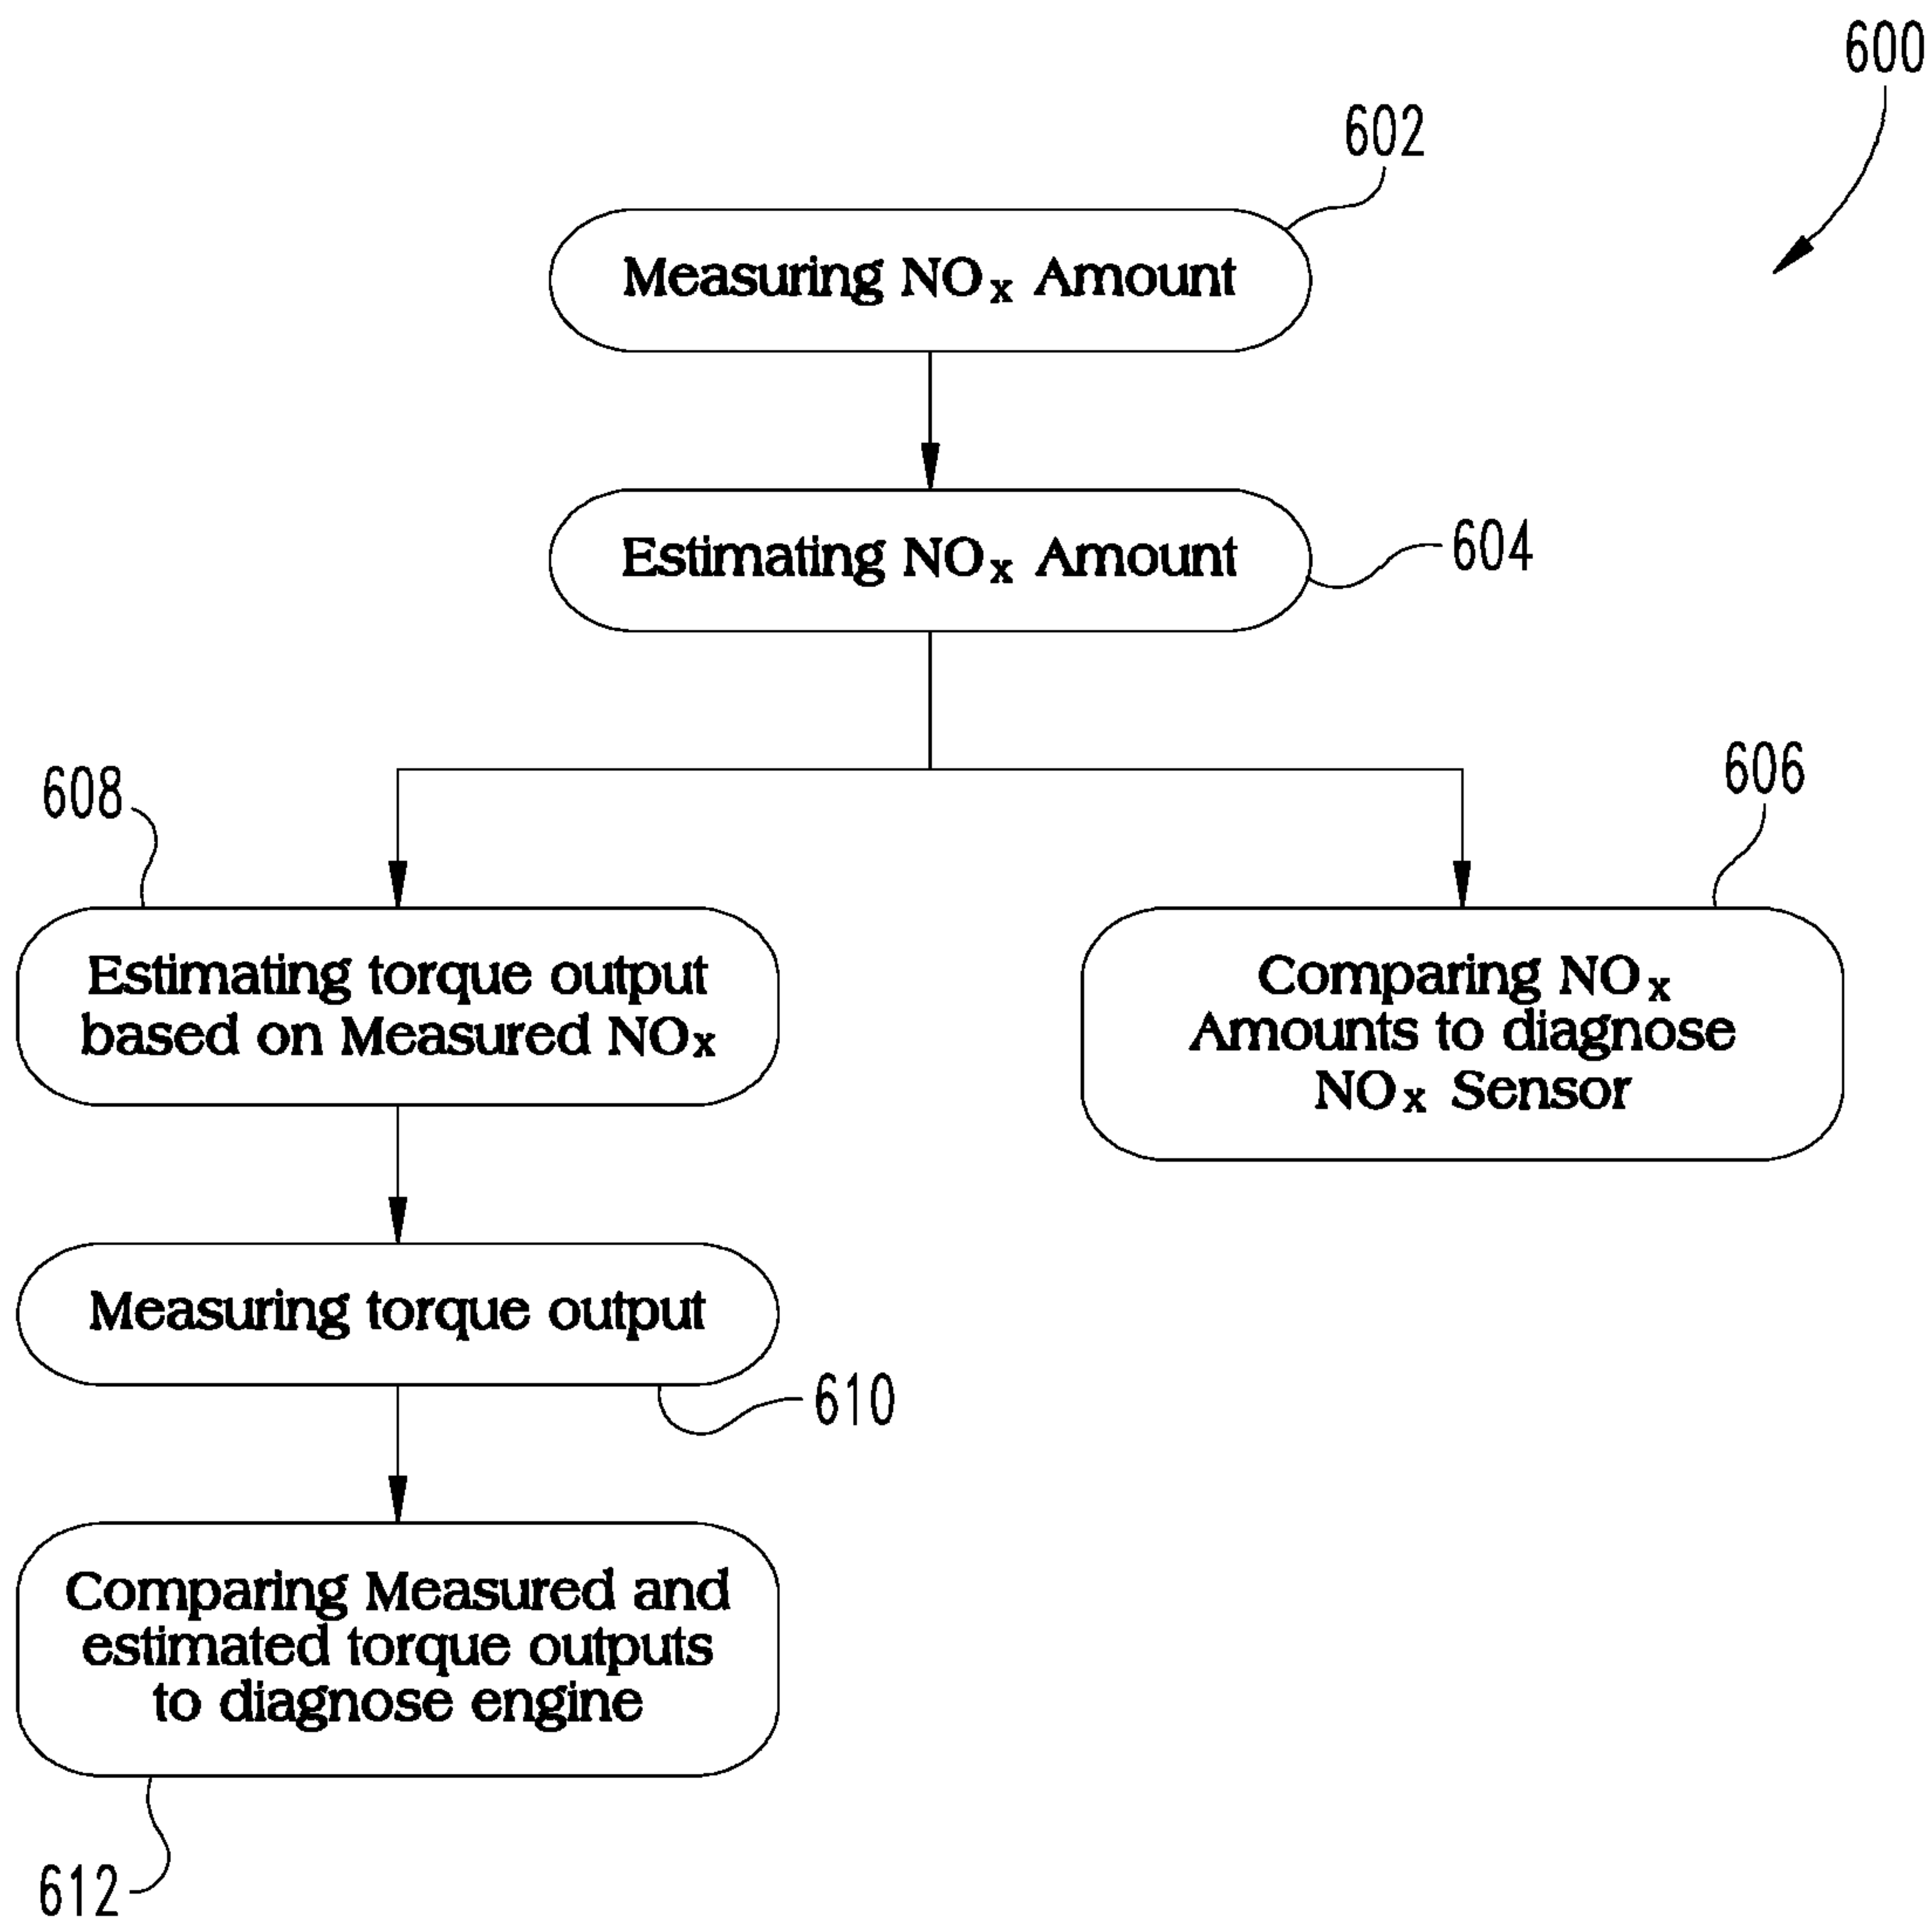 600
602
Measuring NOx Amount
Estimating NOx Amount
604
608
606
Estimating torque output
based on Measured NOx
Comparing NOx
Amounts to diagnose
NOx Sensor
Measuring torque output
610
Comparing Measured and
estimated torque outputs
to diagnose engine
612